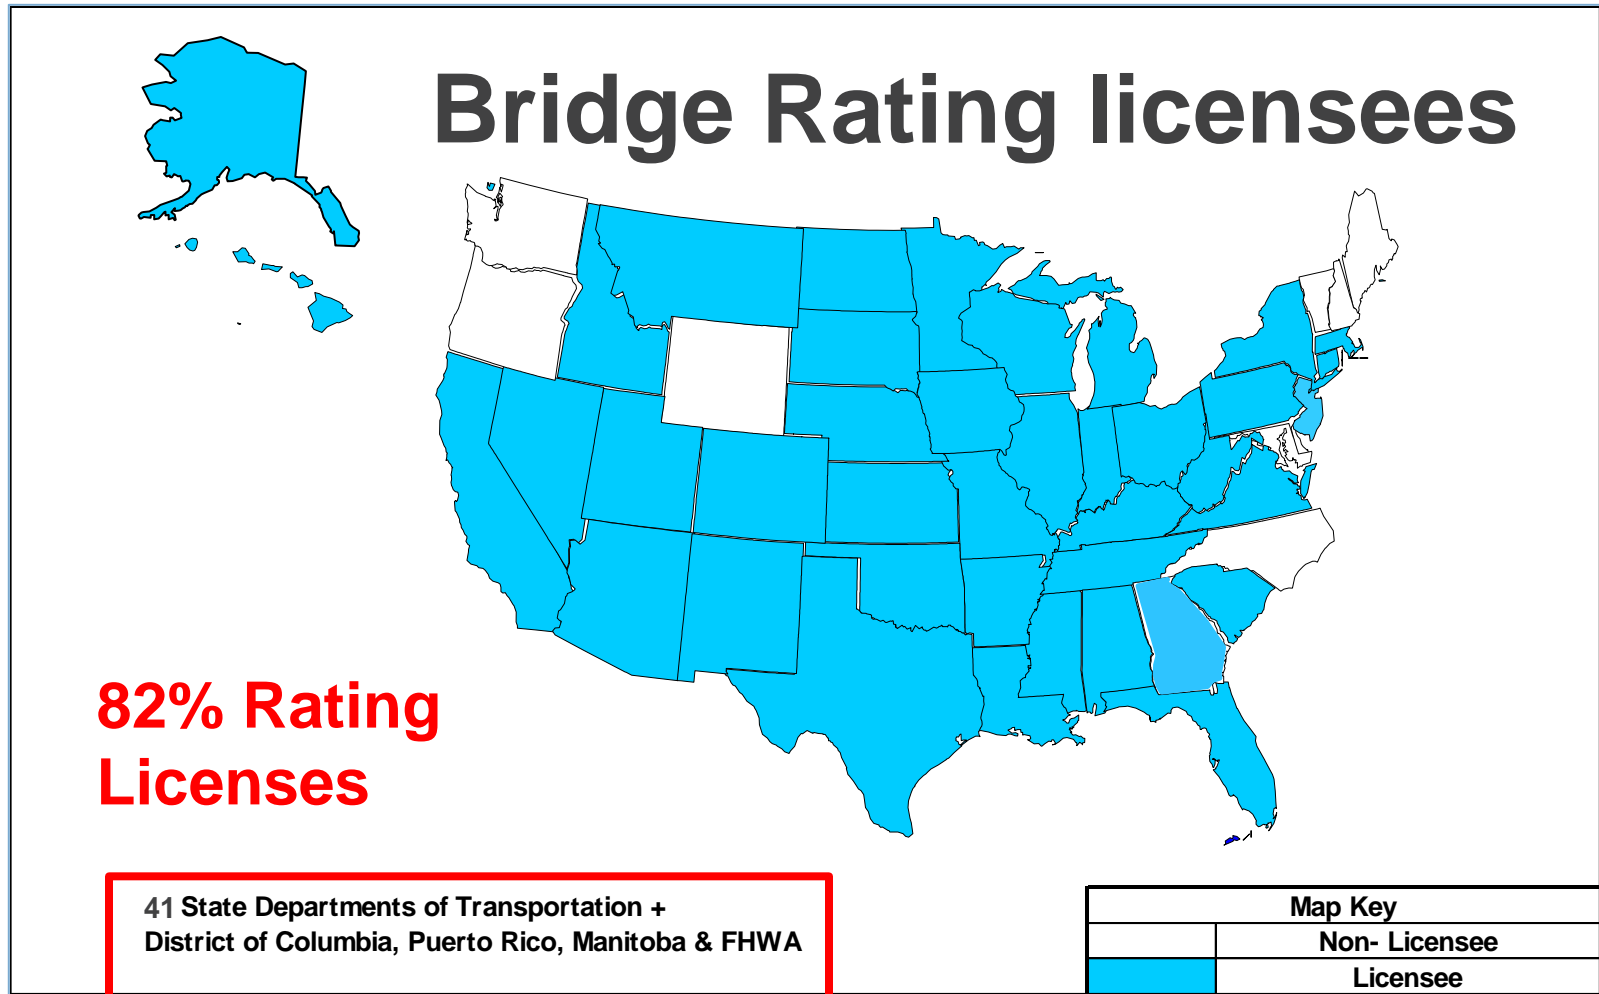 Bridge Rating licensees
82% Rating
Licenses
41 State Departments of Transportation +
District of Columbia, Puerto Rico, Manitoba & FHWA
Map Key
Non- Licensee
Licensee